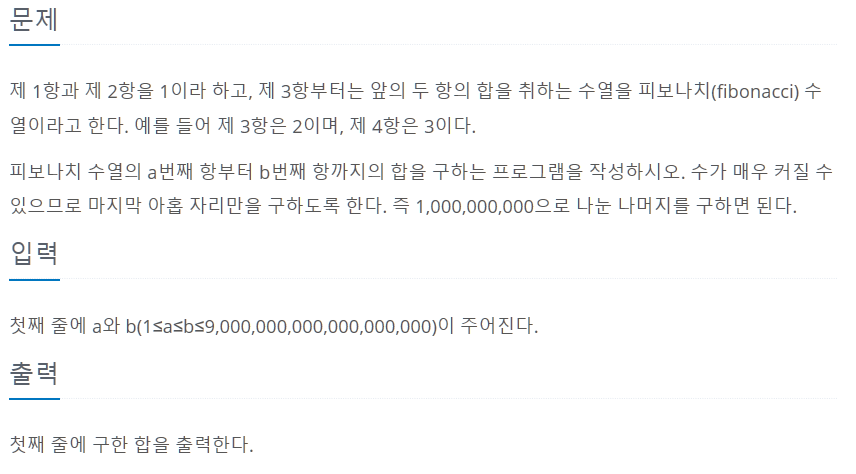 문제
제 1항과 제 2항을 1이라 하고, 제 3항부터는 앞의 두 항의 합을 취하는 수열을 피보나치(fibonacci) 수
열이라고 한다. 예를 들어 제 3항은 2이며, 제 4항은 3이다.
피보나치 수열의 a번째 항부터 b번째 항까지의 합을 구하는 프로그램을 작성하시오. 수가 매우 커질 수
있으므로 마지막 아홉 자리만을 구하도록 한다. 즉 1,000,000,000으로 나눈 나머지를 구하면 된다.
입력
첫째 줄에 a와 b(1≤a≤b≤9,000,000,000,000,000,000)이 주어진다.
출력
첫째 줄에 구한 합을 출력한다.